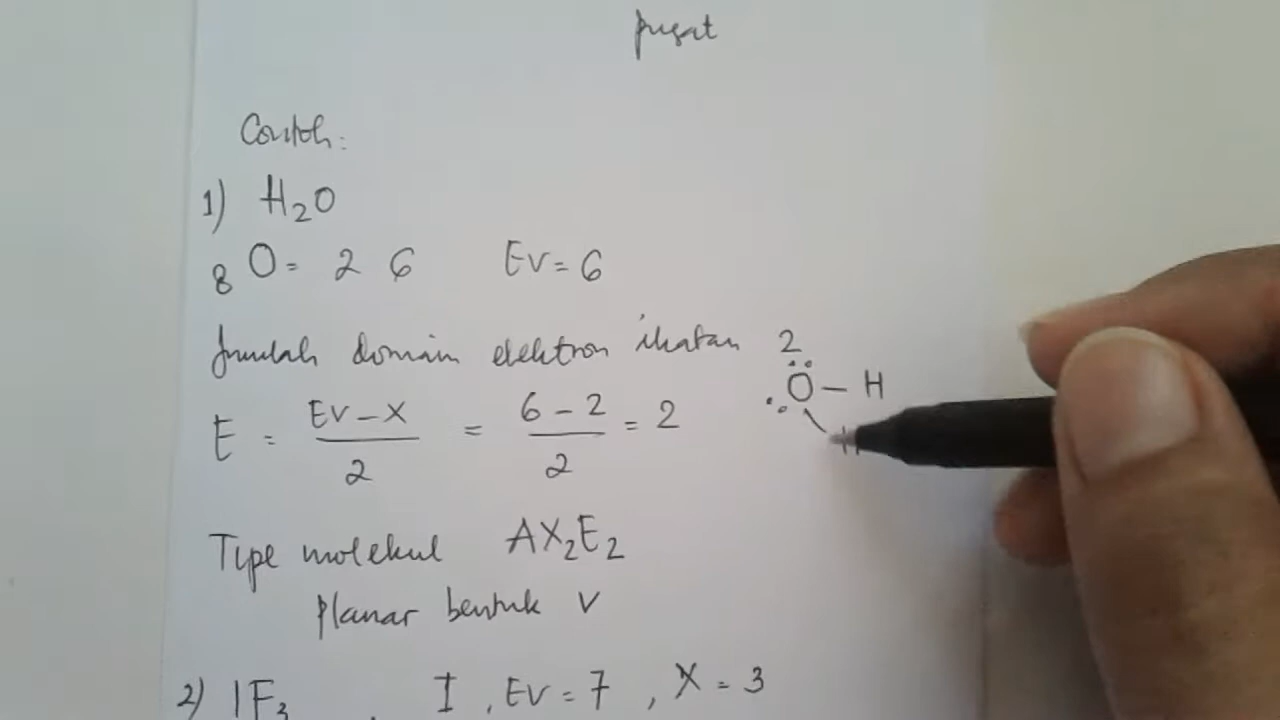 pusat
Contoh:
1) H₂O
₈O = 2 6 EV = 6
Jumlah domain elektron ikatan 2
E = EV - X / 2 = 6 - 2 / 2 = 2
O - H
H
Type molekul AX₂E₂
planar bentuk V
2) IF₃, I, EV = 7, X = 3